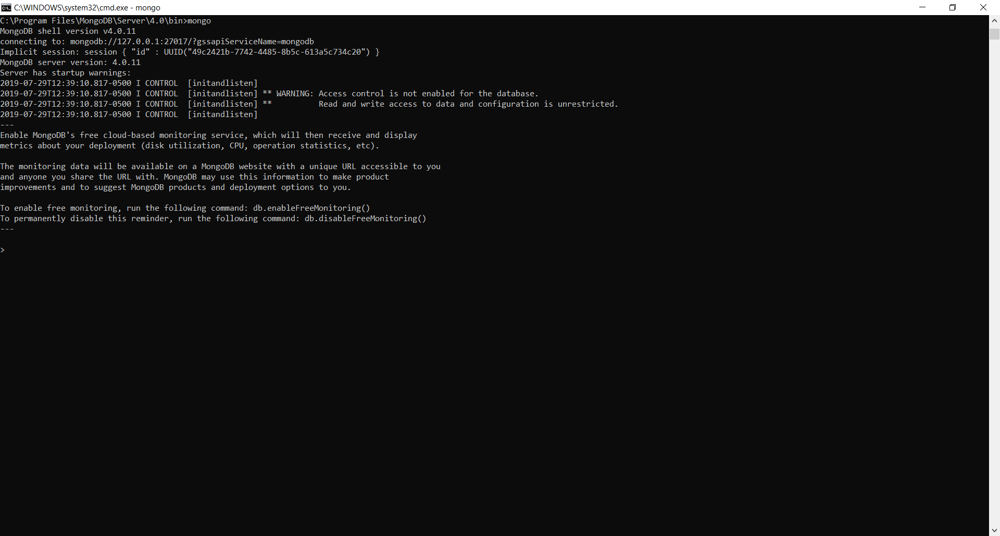 C:\WINDOWS\system32\cmd.exe - mongo
C:\Program Files\MongoDB\Server\4.0\bin>mongo
MongoDB shell version v4.0.11
connecting to: mongodb://127.0.0.1:27017/?gssapiServiceName=mongodb
Implicit session: session { "id" : UUID("49c2421b-7742-4485-8b5c-613a5c734c20") }
MongoDB server version: 4.0.11
Server has startup warnings:
2019-07-29T12:39:10.817-0500 I CONTROL  [initandlisten]
2019-07-29T12:39:10.817-0500 I CONTROL  [initandlisten] ** WARNING: Access control is not enabled for the database.
2019-07-29T12:39:10.817-0500 I CONTROL  [initandlisten] **          Read and write access to data and configuration is unrestricted.
2019-07-29T12:39:10.817-0500 I CONTROL  [initandlisten]
---
Enable MongoDB's free cloud-based monitoring service, which will then receive and display
metrics about your deployment (disk utilization, CPU, operation statistics, etc).

The monitoring data will be available on a MongoDB website with a unique URL accessible to you
and anyone you share the URL with. MongoDB may use this information to make product
improvements and to suggest MongoDB products and deployment options to you.

To enable free monitoring, run the following command: db.enableFreeMonitoring()
To permanently disable this reminder, run the following command: db.disableFreeMonitoring()
---

>